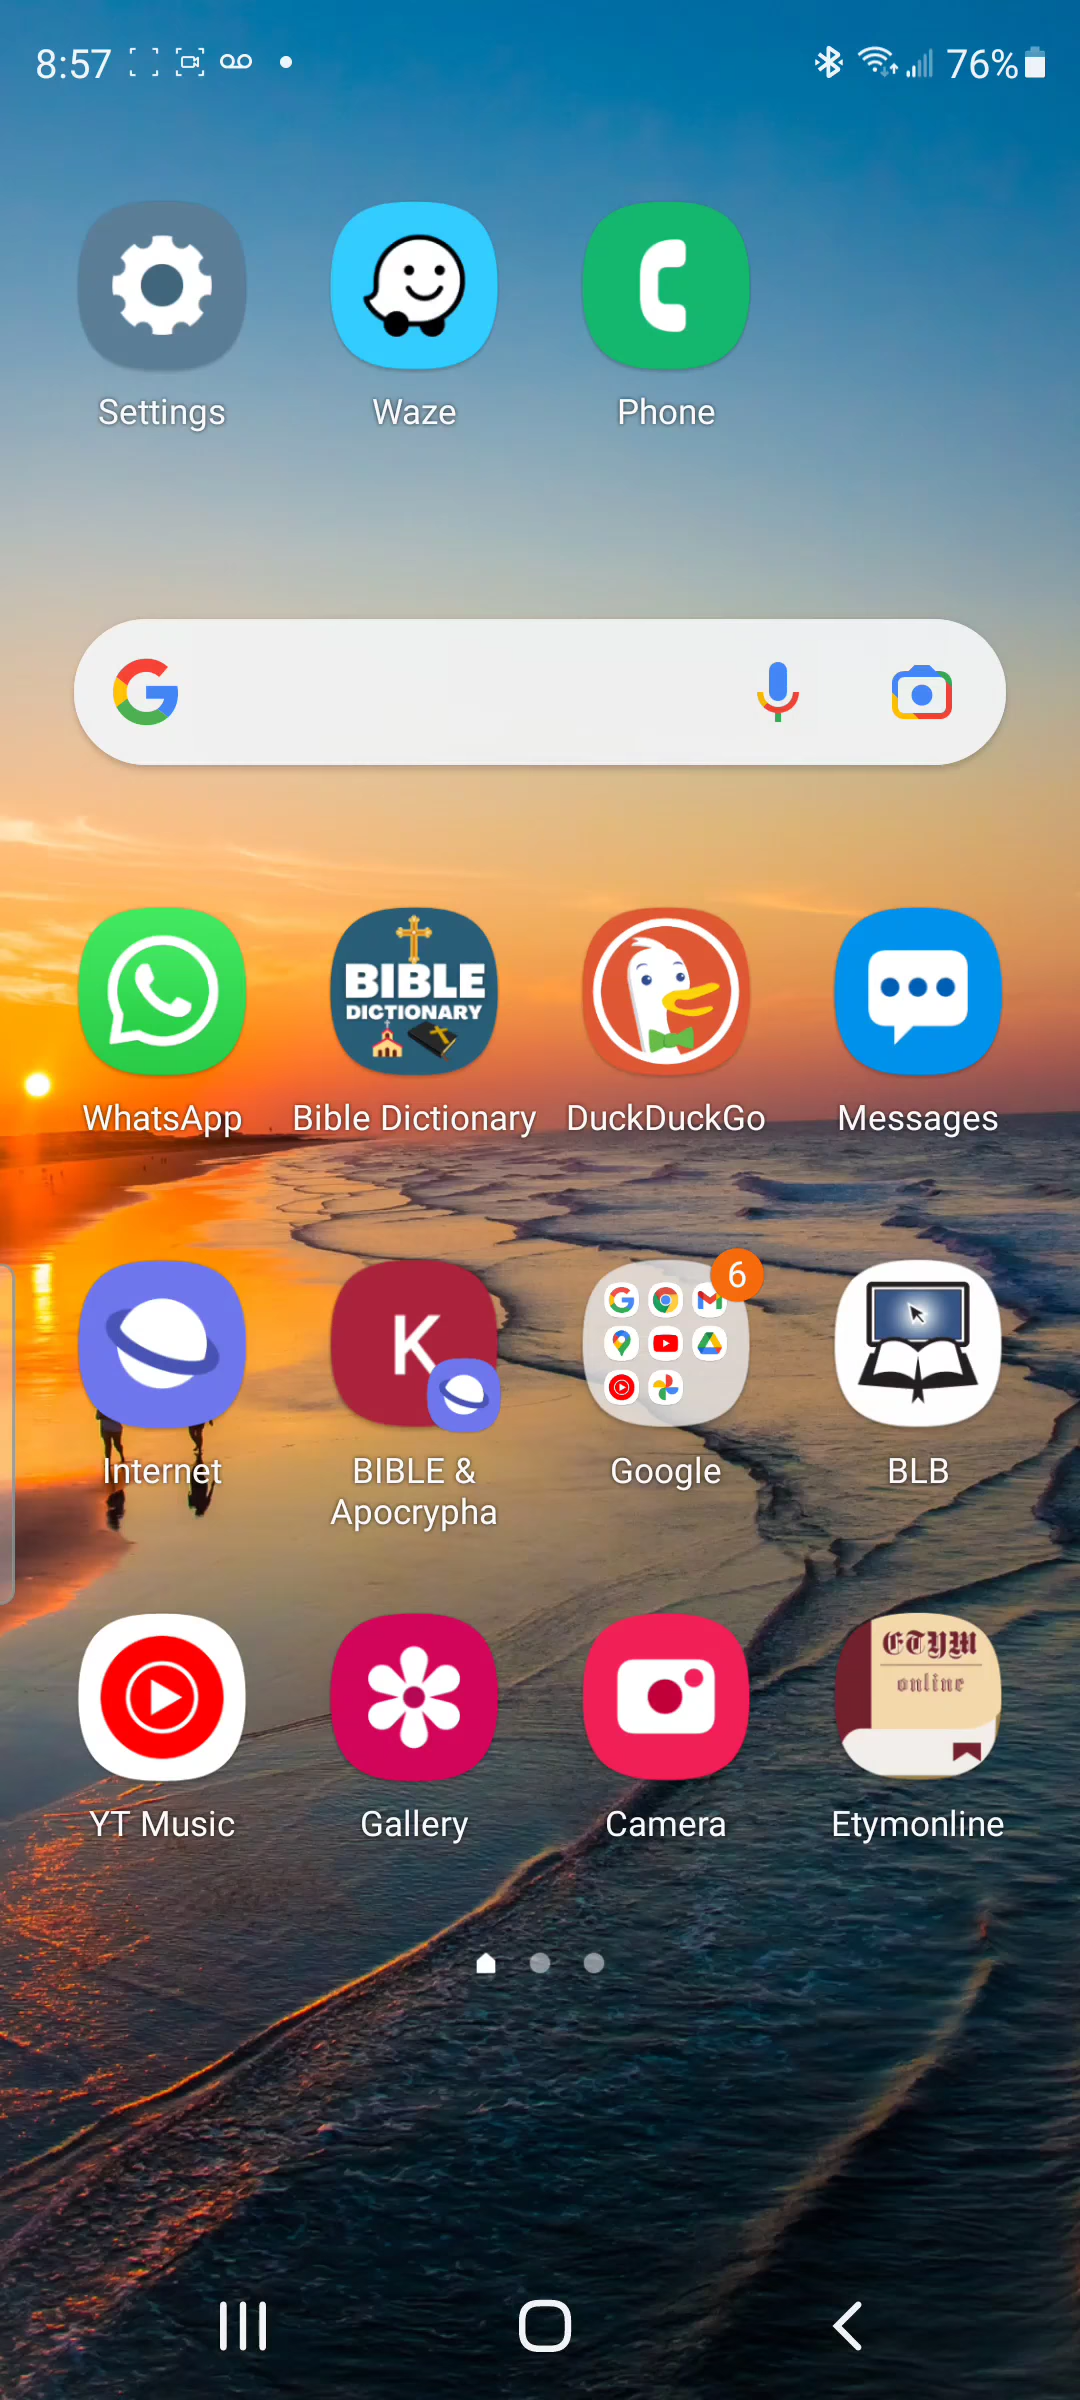 8:57
76%
Settings
Waze
Phone
BIBLE
DICTIONARY
WhatsApp
Bible Dictionary
DuckDuckGo
Messages
K
6
Internet
BIBLE &
Apocrypha
Google
BLB
ETYM
online
YT Music
Gallery
Camera
Etymonline